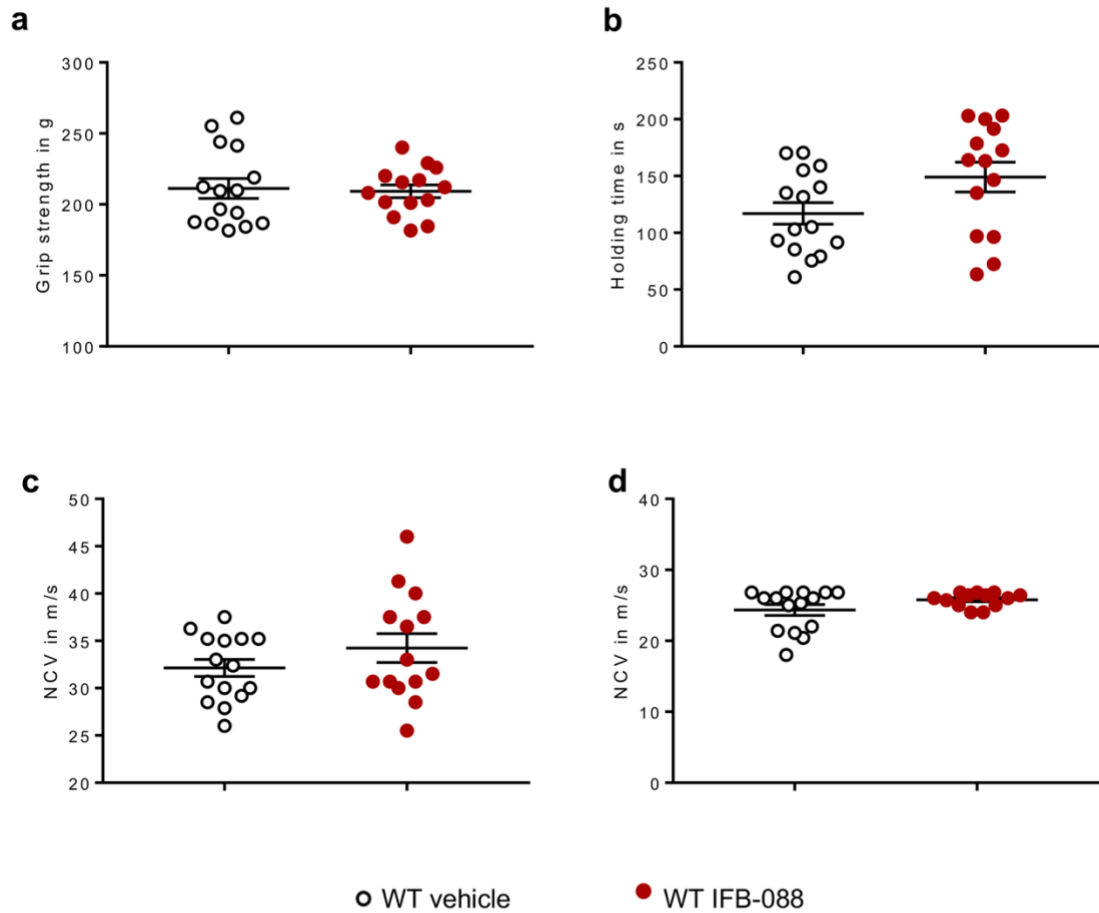 a
Grip strength in g
300
250
200
150
100
b
Holding time in s
250
200
150
100
50
0
c
NCV in m/s
50
45
40
35
30
25
20
d
NCV in m/s
40
30
20
10
0
WT vehicle
WT IFB-088